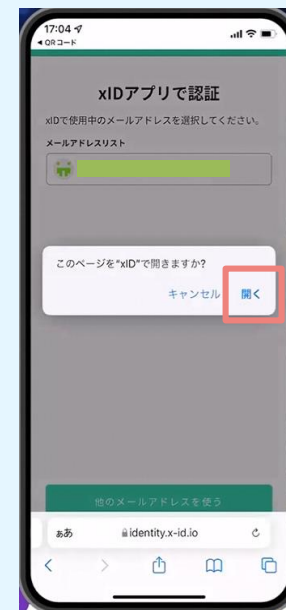 17:04
◀ QRコード
xIDアプリで認証
xIDで使用中のメールアドレスを選択してください。
メールアドレスリスト
このページを"xID"で開きますか?
キャンセル 開く
他のメールアドレスを使う
ぁあ identity.x-id.io